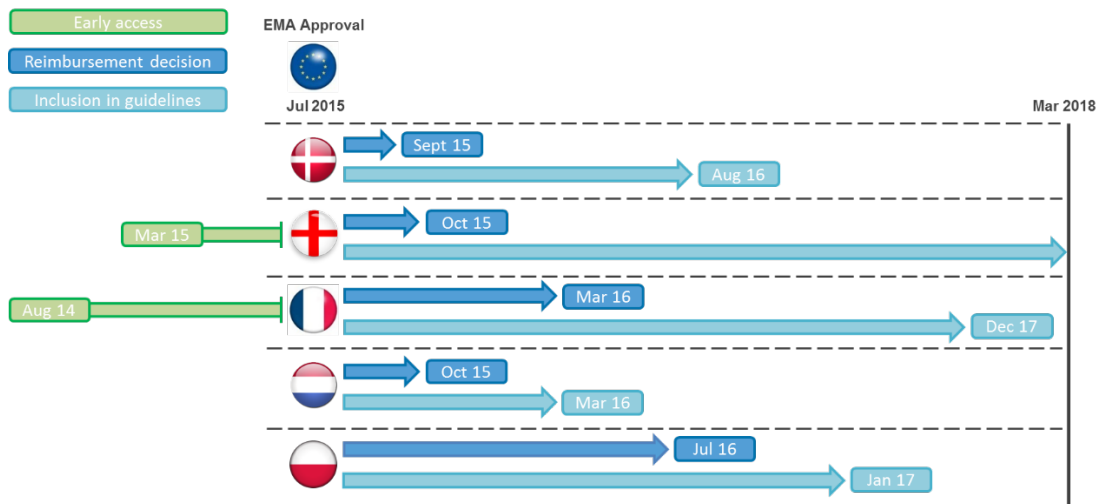 Early access
Reimbursement decision
Inclusion in guidelines
EMA Approval
Jul 2015
Mar 2018
Sept 15
Aug 16
Mar 15
Oct 15
Aug 14
Mar 16
Dec 17
Oct 15
Mar 16
Jul 16
Jan 17